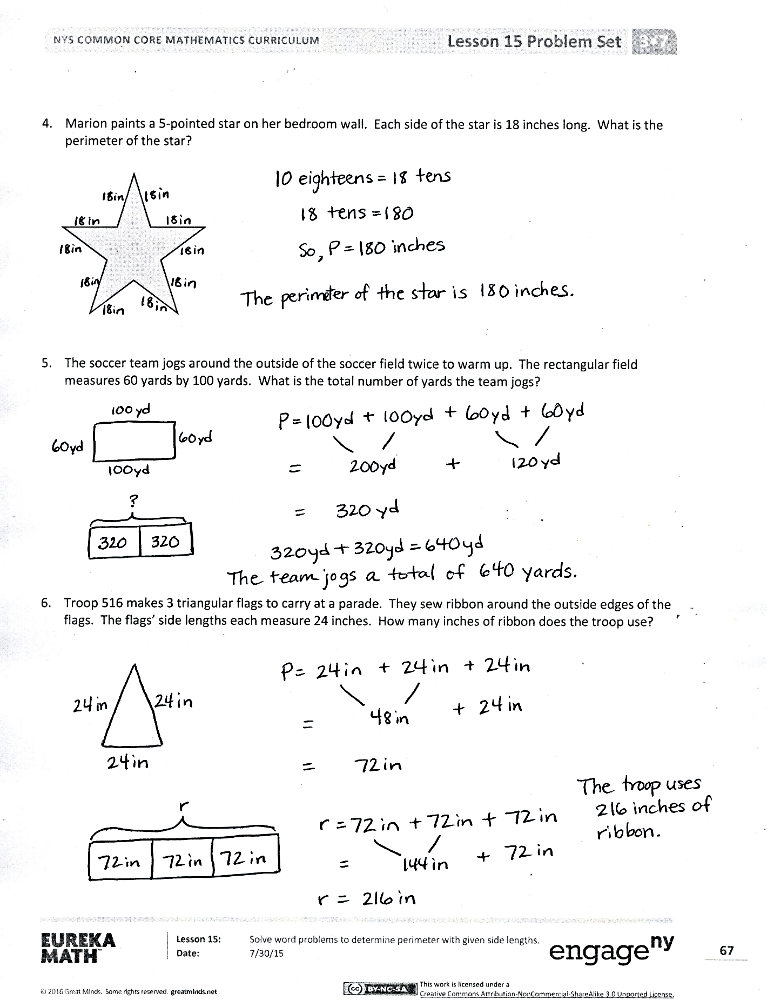 NYS COMMON CORE MATHEMATICS CURRICULUM
Lesson 15 Problem Set
3•7
4. Marion paints a 5-pointed star on her bedroom wall. Each side of the star is 18 inches long. What is the
perimeter of the star?
18in 18in
18in 18in
18in 18in
18in 18in
18in 18in
10 eighteens = 18 tens
18 tens = 180
So, P = 180 inches
The perimeter of the star is 180 inches.
5. The soccer team jogs around the outside of the soccer field twice to warm up. The rectangular field
measures 60 yards by 100 yards. What is the total number of yards the team jogs?
100yd
60yd 60yd
100yd
?
320 320
P = 100yd + 100yd + 60yd + 60yd
= 200yd + 120yd
= 320 yd
320yd + 320yd = 640yd
The team jogs a total of 640 yards.
6. Troop 516 makes 3 triangular flags to carry at a parade. They sew ribbon around the outside edges of the
flags. The flags' side lengths each measure 24 inches. How many inches of ribbon does the troop use?
24in 24in
24in
P = 24in + 24in + 24in
= 48in + 24in
= 72in
r
72in 72in 72in
r = 72in + 72in + 72in
= 144in + 72in
r = 216in
The troop uses
216 inches of
ribbon.
EUREKA
MATH™
Lesson 15: Solve word problems to determine perimeter with given side lengths.
Date: 7/30/15
engageny
67
© 2016 Great Minds. Some rights reserved. greatminds.net
(cc) BY-NC-SA
This work is licensed under a
Creative Commons Attribution-NonCommercial-ShareAlike 3.0 Unported License.